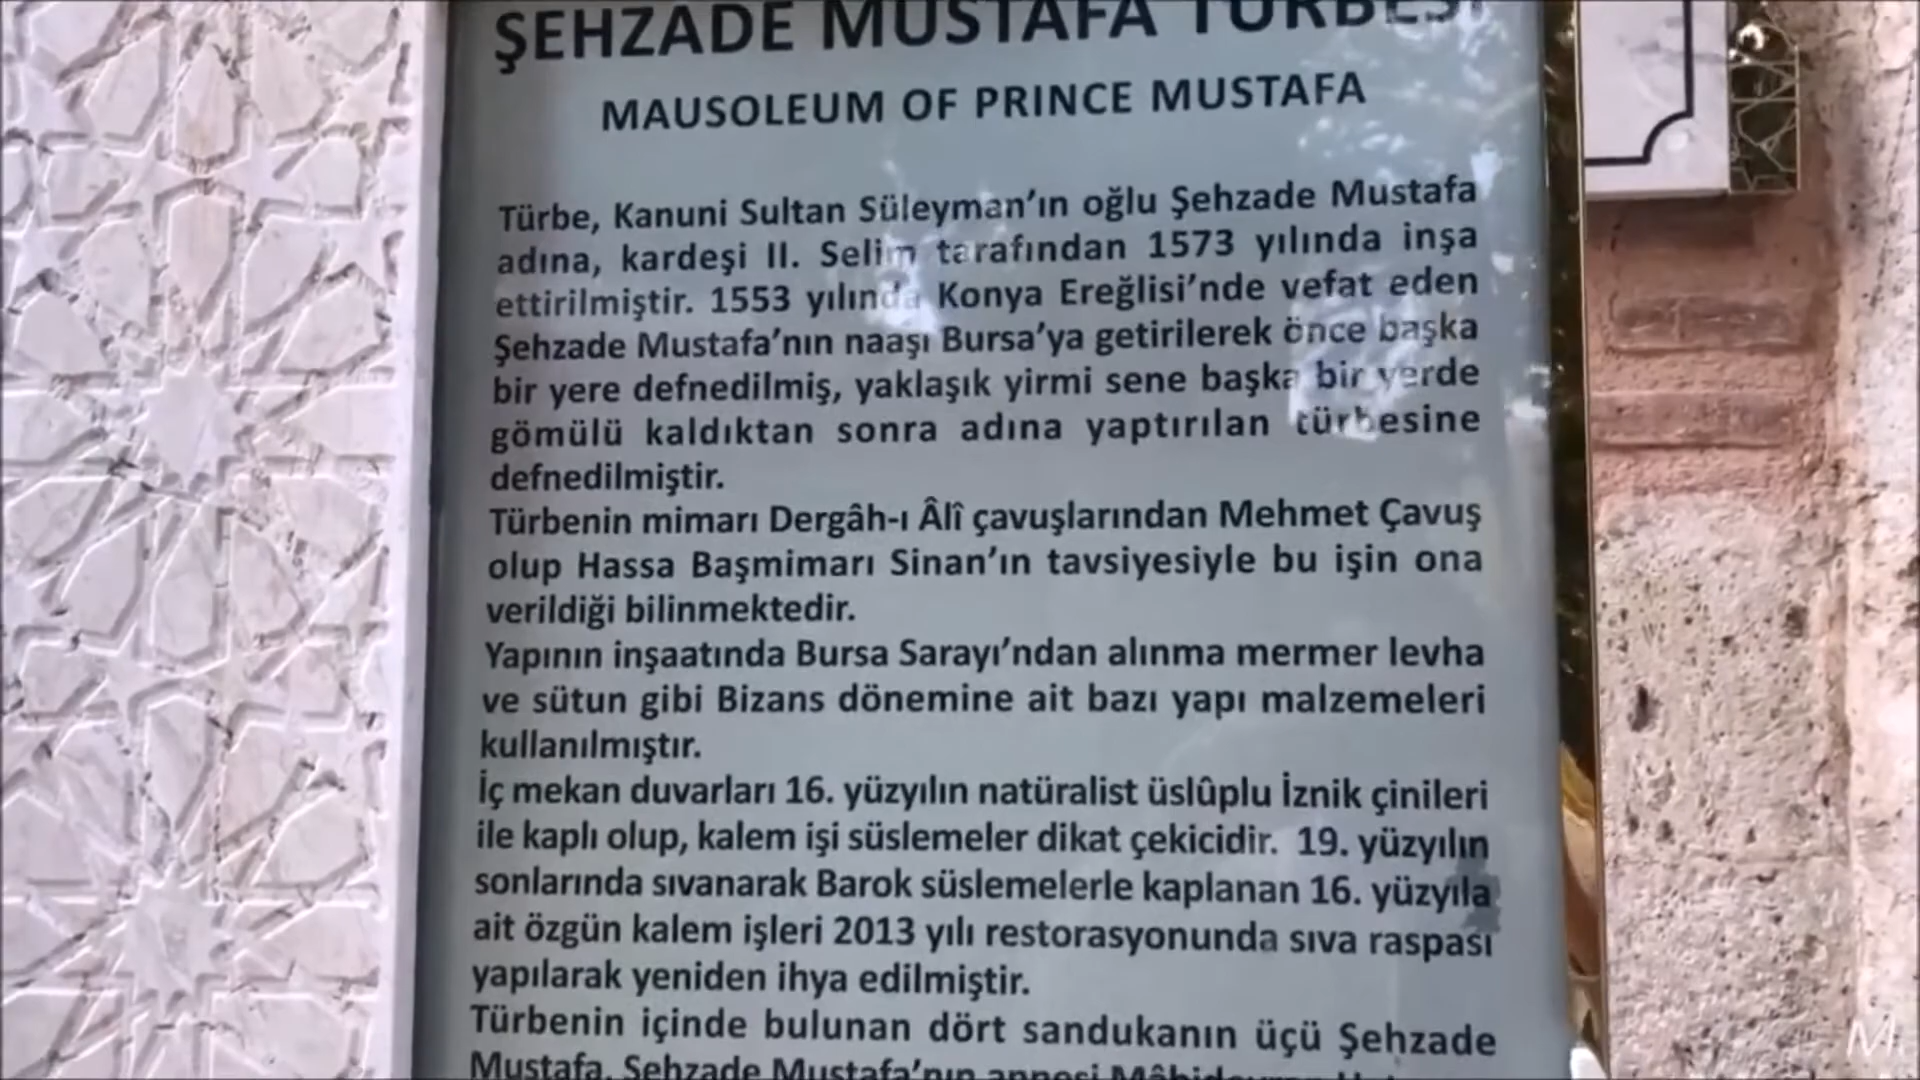 ŞEHZADE MUSTAFA TÜRBESİ
MAUSOLEUM OF PRINCE MUSTAFA
Türbe, Kanuni Sultan Süleyman’ın oğlu Şehzade Mustafa
adına, kardeşi II. Selim tarafından 1573 yılında inşa
ettirilmiştir. 1553 yılında Konya Ereğlisi’nde vefat eden
Şehzade Mustafa’nın naaşı Bursa’ya getirilerek önce başka
bir yere defnedilmiş, yaklaşık yirmi sene başka bir yerde
gömülü kaldıktan sonra adına yaptırılan türbesine
defnedilmiştir.
Türbenin mimarı Dergâh-ı Âlî çavuşlarından Mehmet Çavuş
olup Hassa Başmimarı Sinan’ın tavsiyesiyle bu işin ona
verildiği bilinmektedir.
Yapının inşaatında Bursa Sarayı’ndan alınma mermer levha
ve sütun gibi Bizans dönemine ait bazı yapı malzemeleri
kullanılmıştır.
İç mekan duvarları 16. yüzyılın natüralist üslûplu İznik çinileri
ile kaplı olup, kalem işi süslemeler dikat çekicidir. 19. yüzyılın
sonlarında sıvanarak Barok süslemelerle kaplanan 16. yüzyıla
ait özgün kalem işleri 2013 yılı restorasyonunda sıva raspası
yapılarak yeniden ihya edilmiştir.
Türbenin içinde bulunan dört sandukanın üçü Şehzade
Mustafa, Şehzade Mustafa’nın annesi